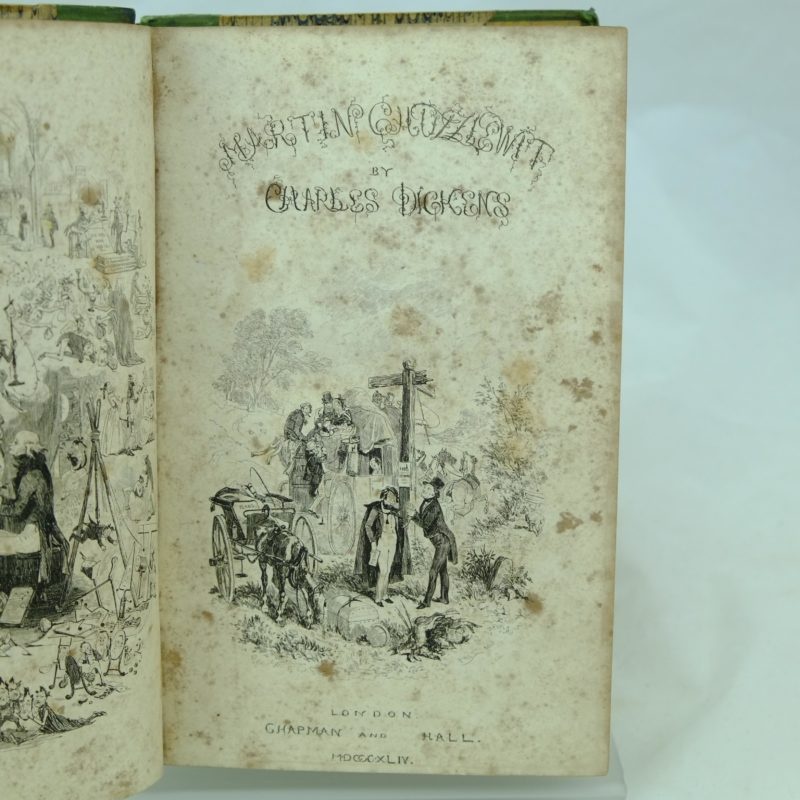 MARTIN CHUZZLEWIT
BY
CHARLES DICKENS
LONDON.
CHAPMAN AND HALL.
MDCCCXLIV.